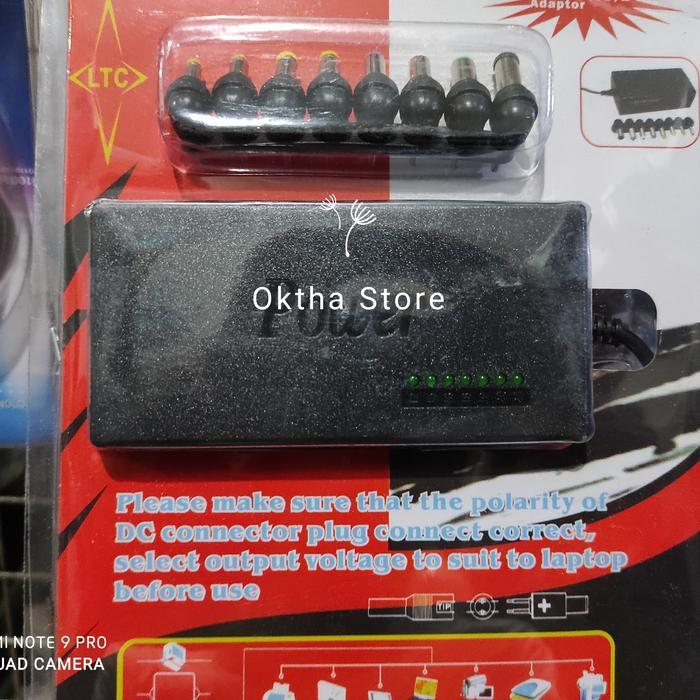 Adaptor
LTC
Oktha Store
Power
Please make sure that the polarity of
DC connector plug connect correct,
select output voltage to suit to laptop
before use
TIP
MI NOTE 9 PRO
QUAD CAMERA